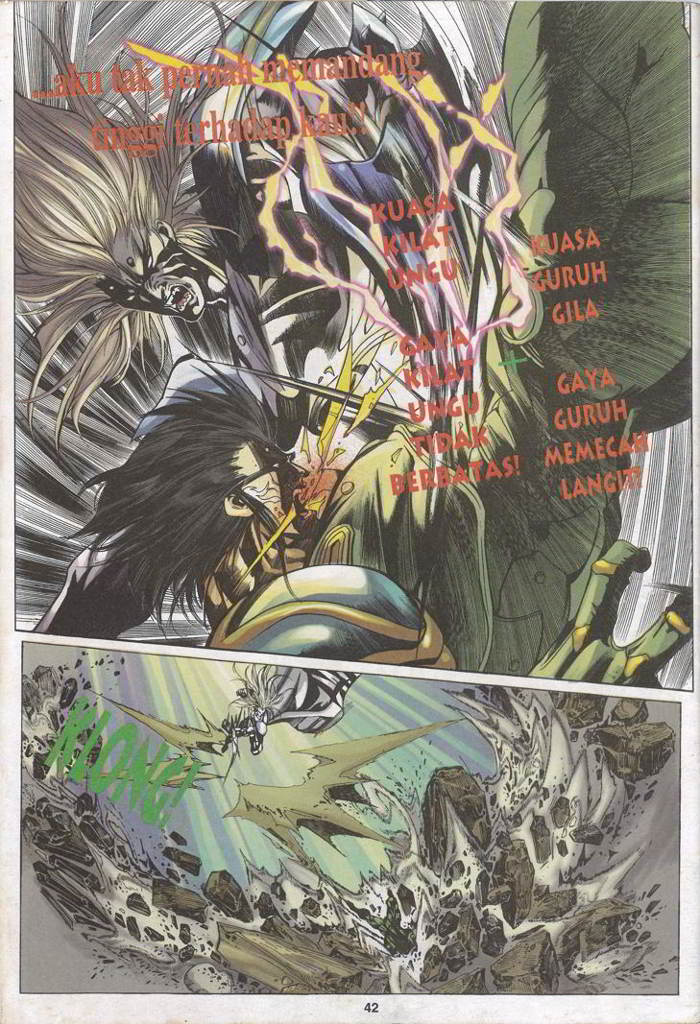 ...aku tak pernah memandang
tinggi terhadap kau!!
KUASA
KILAT
UNGU
GAYA
KILAT
UNGU
TIDAK
BERBATAS!
+
KUASA
GURUH
GILA
GAYA
GURUH
MEMECAH
LANGIT!
KLONG!
42